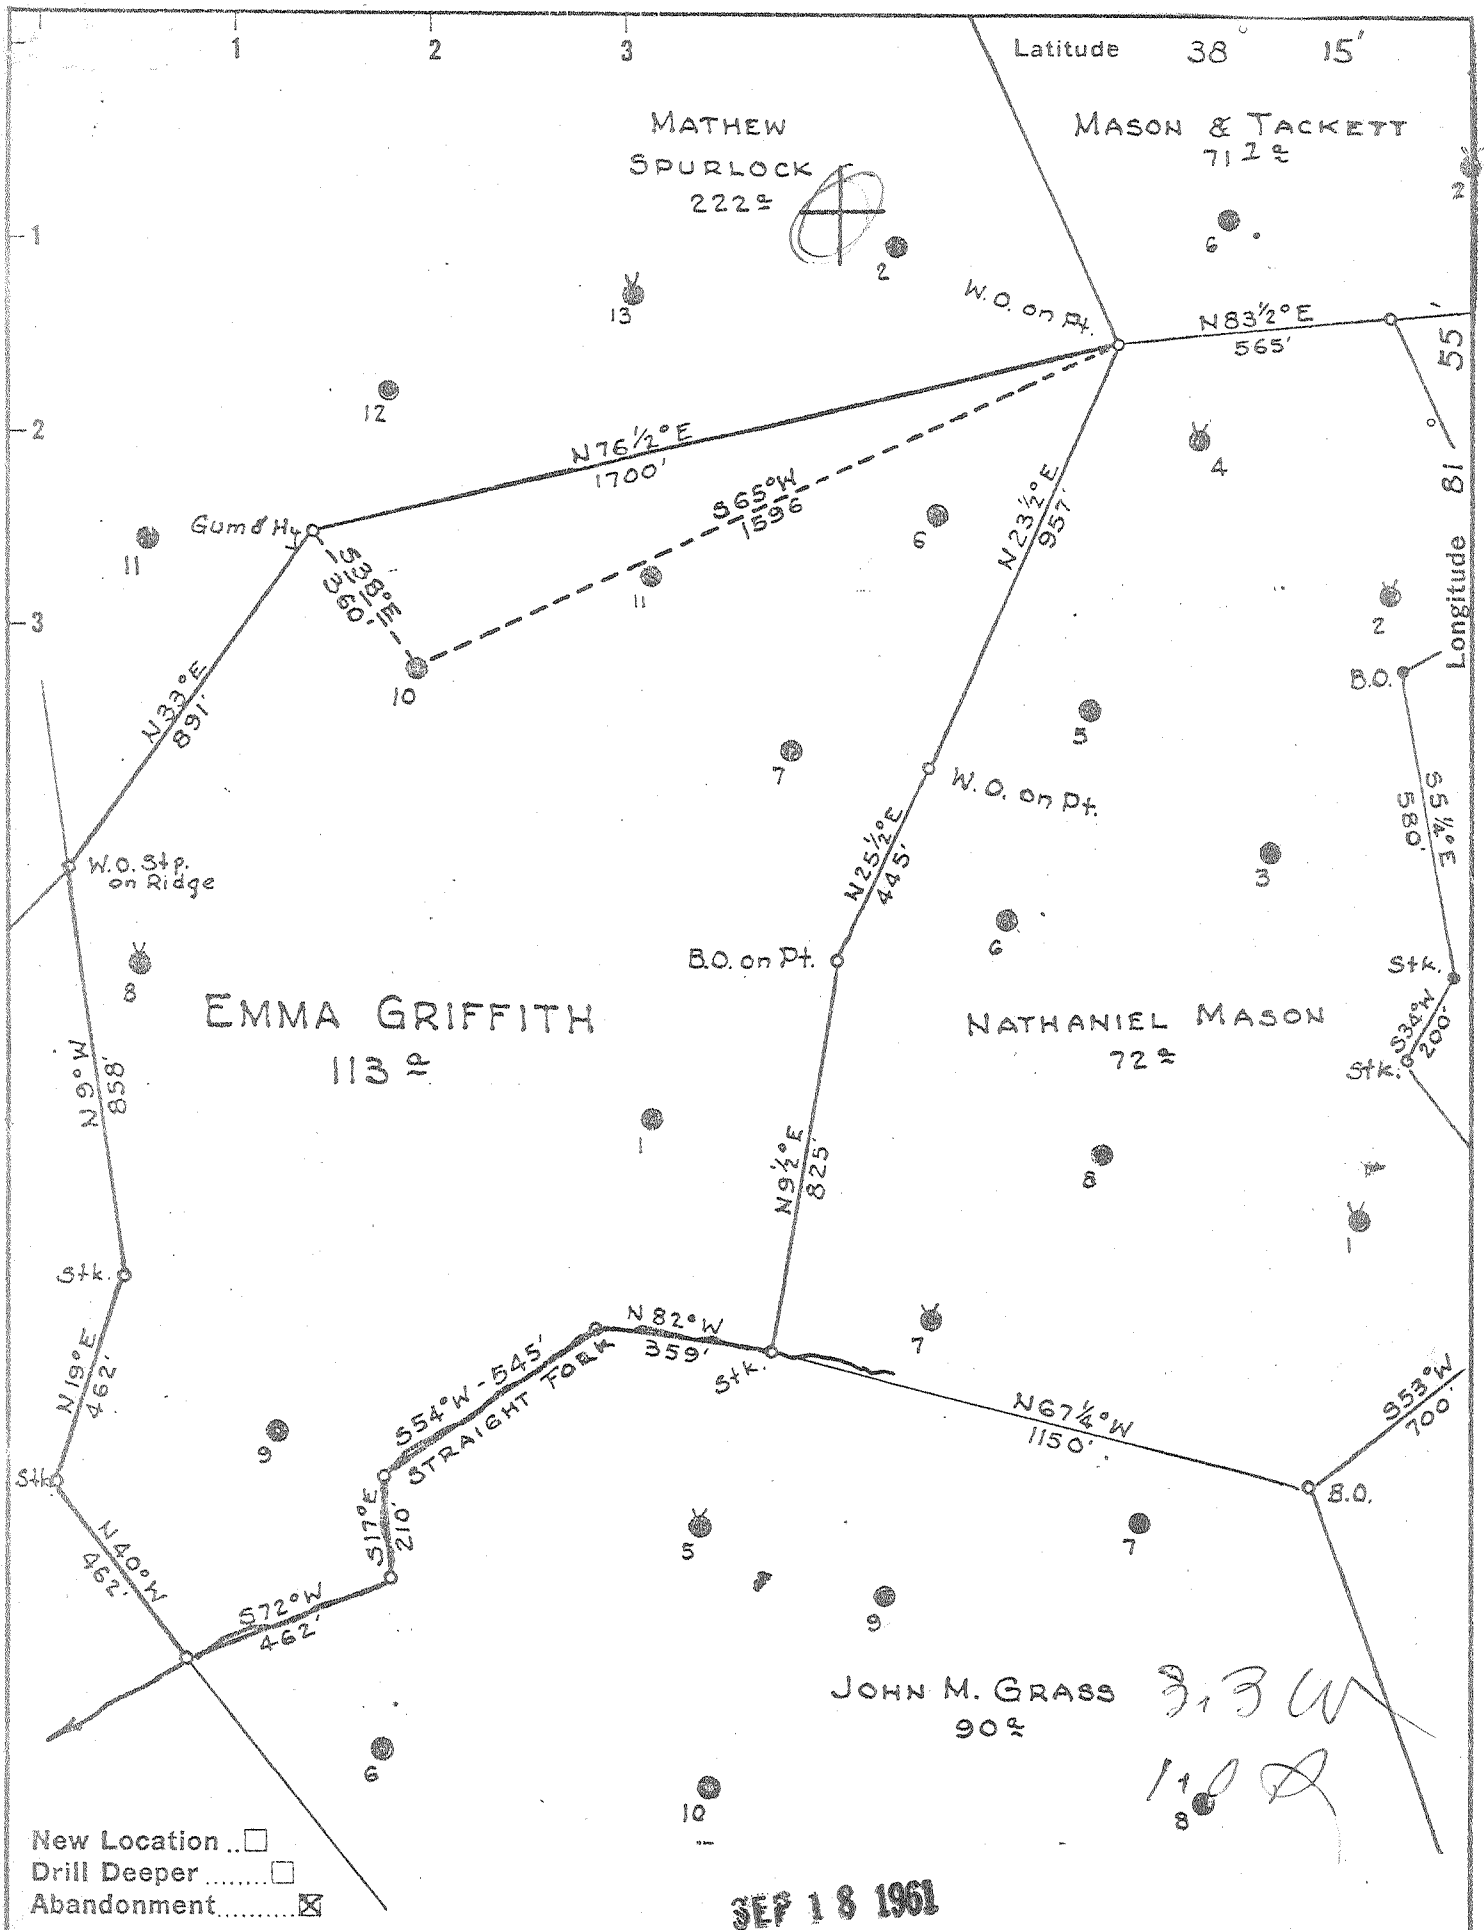 1 2 3
Latitude 38° 15'
MATHEW
SPURLOCK
222 a
MASON & TACKETT
71 1 a
2
1
6
2
13
W.O. on Pt.
N83½°E
565'
Longitude 81 55'
12
2
4
N76½°E
1700'
S65°W
1596
N23½°E
957'
Gum & Hy
11
6
S38½°E
360'
11
2
3
10
B.O.
N33°E
891'
5
7
W.O. on Pt.
S5¼°E
580'
N25½°E
445'
3
W.O. Stp.
on Ridge
6
8
B.O. on Pt.
Stk.
EMMA GRIFFITH
113 a
NATHANIEL MASON
72 a
S34°W
200'
Stk.
N9°W
858'
1
N9½°E
825'
8
1
Stk.
N82°W
359'
7
Stk.
N19°E
462'
S54°W - 545'
STRAIGHT FORK
N67¼°W
1150'
S53°W
700'
9
Stk
B.O.
S17°E
210'
N40°W
462'
5
7
S72°W
462'
9
JOHN M. GRASS
90 a
3.3 W
6
10
8
New Location
Drill Deeper
Abandonment
SEP 18 1961